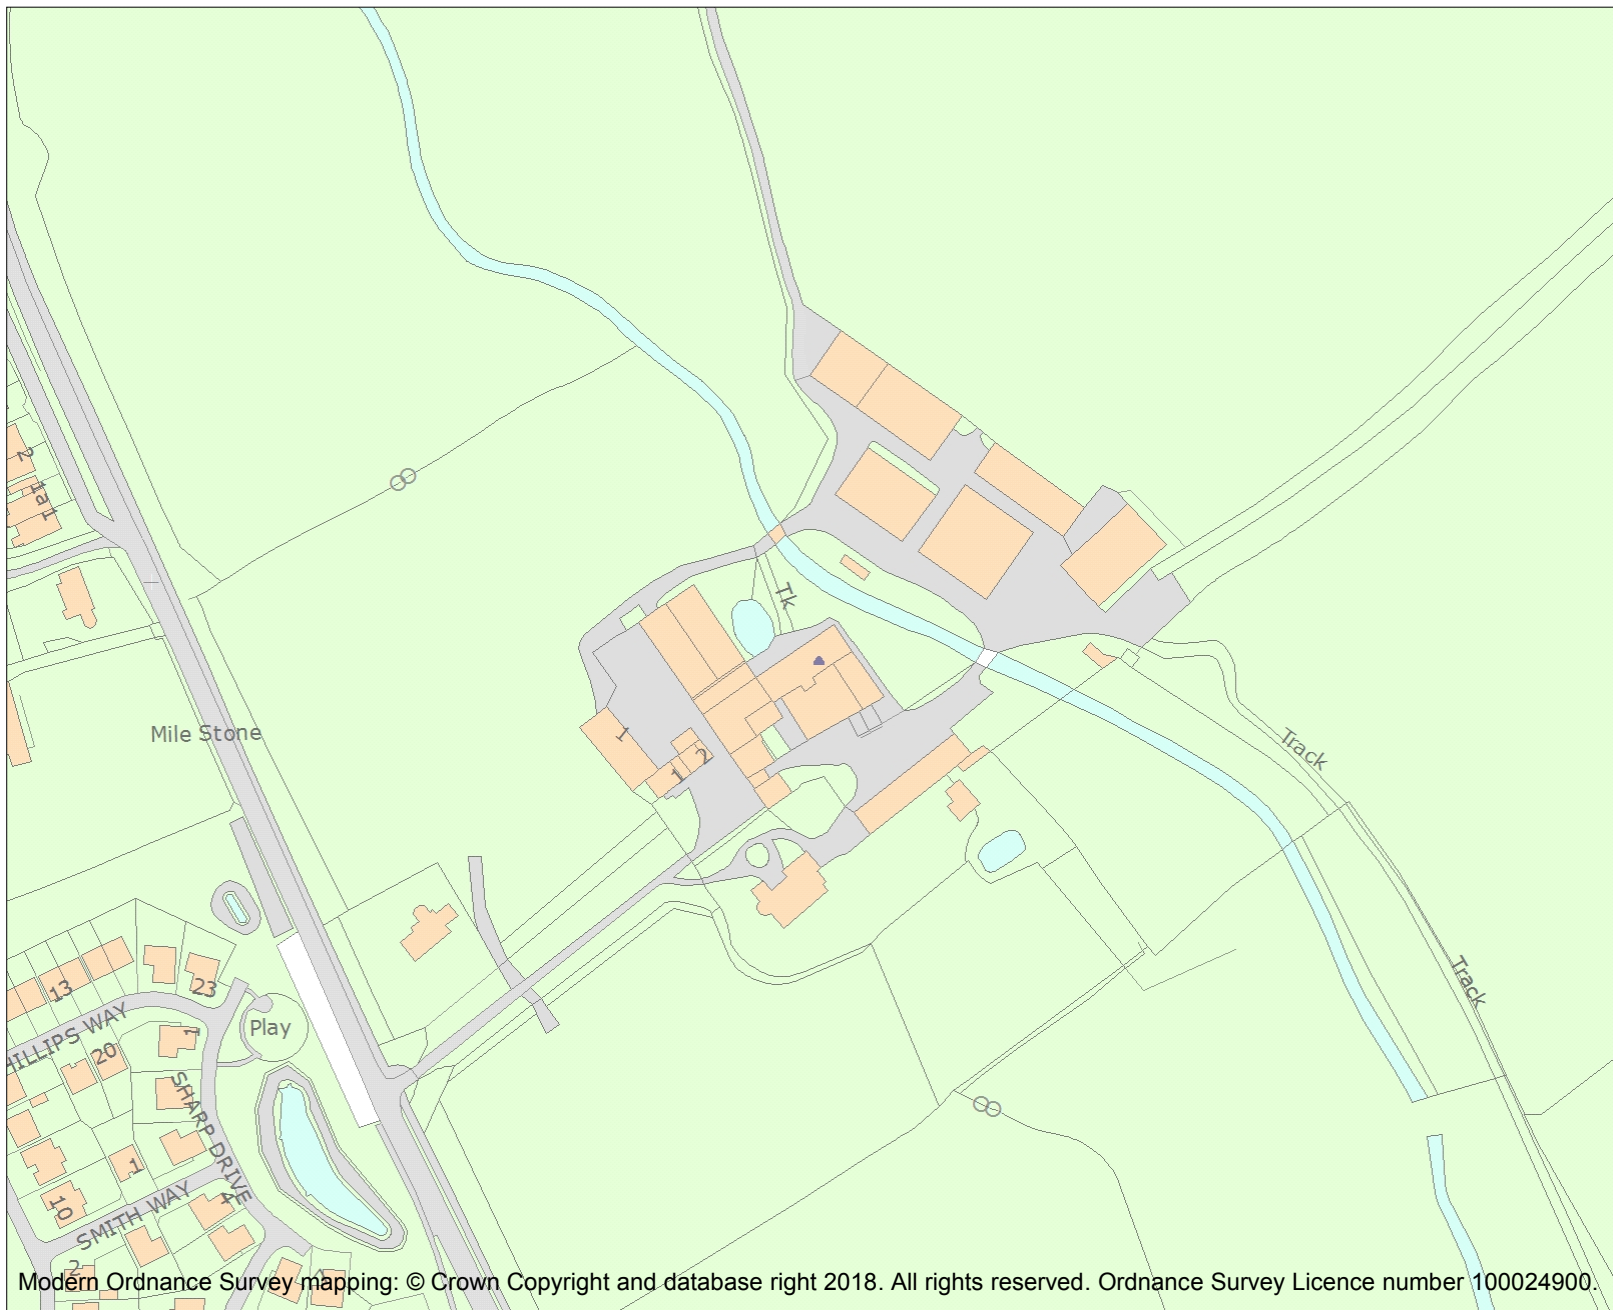 2
1a1
Tk
1
2
1
Mile Stone
Track
Track
13
23
Play
HILLIPS WAY
1
20
SHARP DRIVE
1
4
10
SMITH WAY
2
Modern Ordnance Survey mapping: © Crown Copyright and database right 2018. All rights reserved. Ordnance Survey Licence number 100024900.